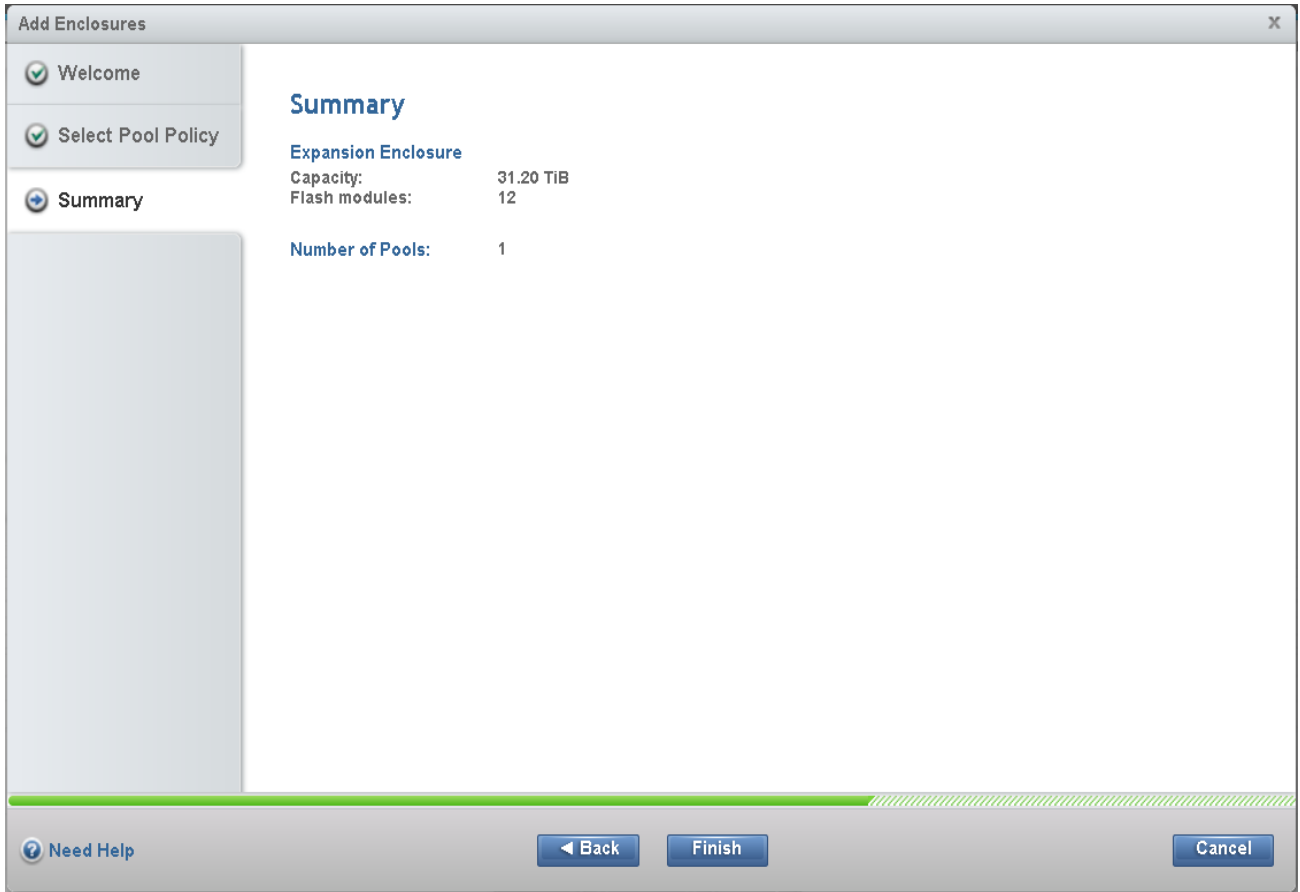 Add Enclosures
x
Welcome
Select Pool Policy
Summary
Summary
Expansion Enclosure
Capacity: 31.20 TiB
Flash modules: 12
Number of Pools: 1
Need Help
Back
Finish
Cancel